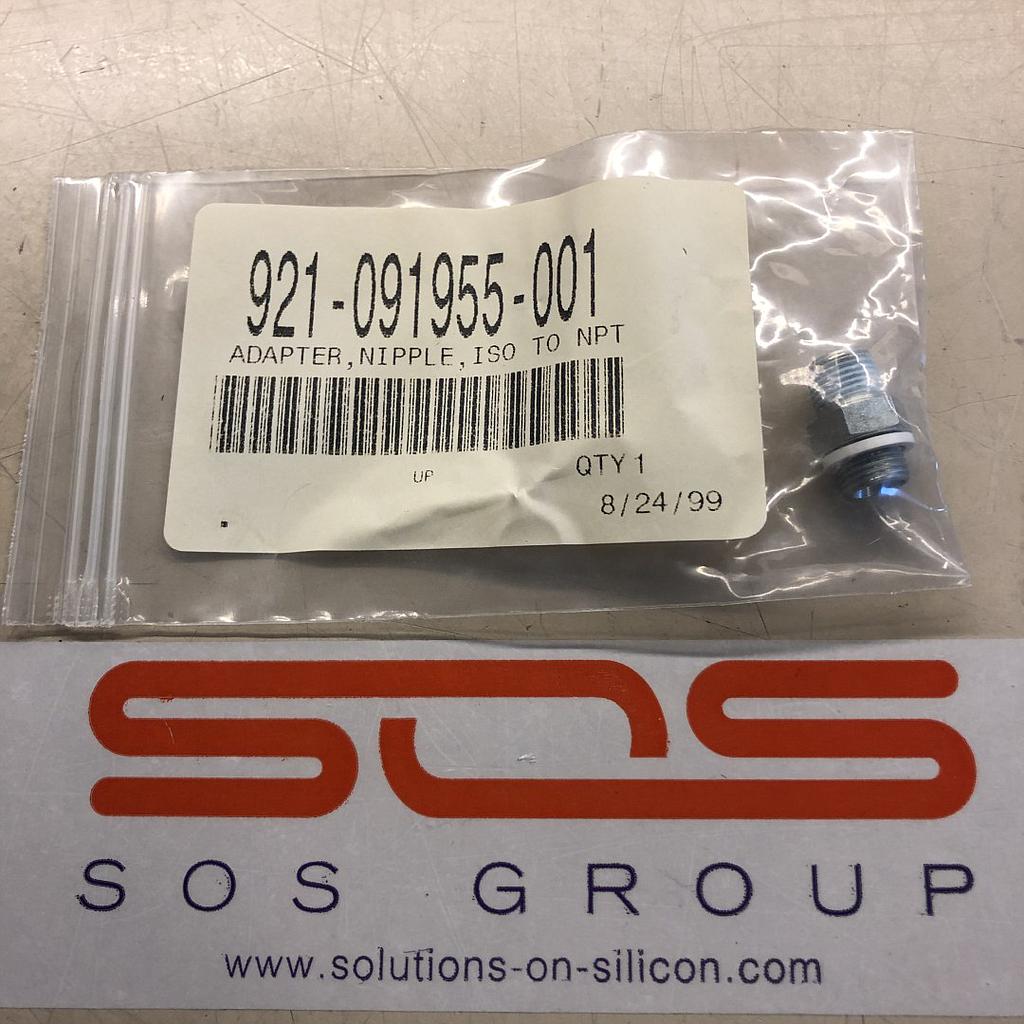 921-091955-001
ADAPTER,NIPPLE,ISO TO NPT
UP
QTY 1
8/24/99
SOS
SOS GROUP
www.solutions-on-silicon.com